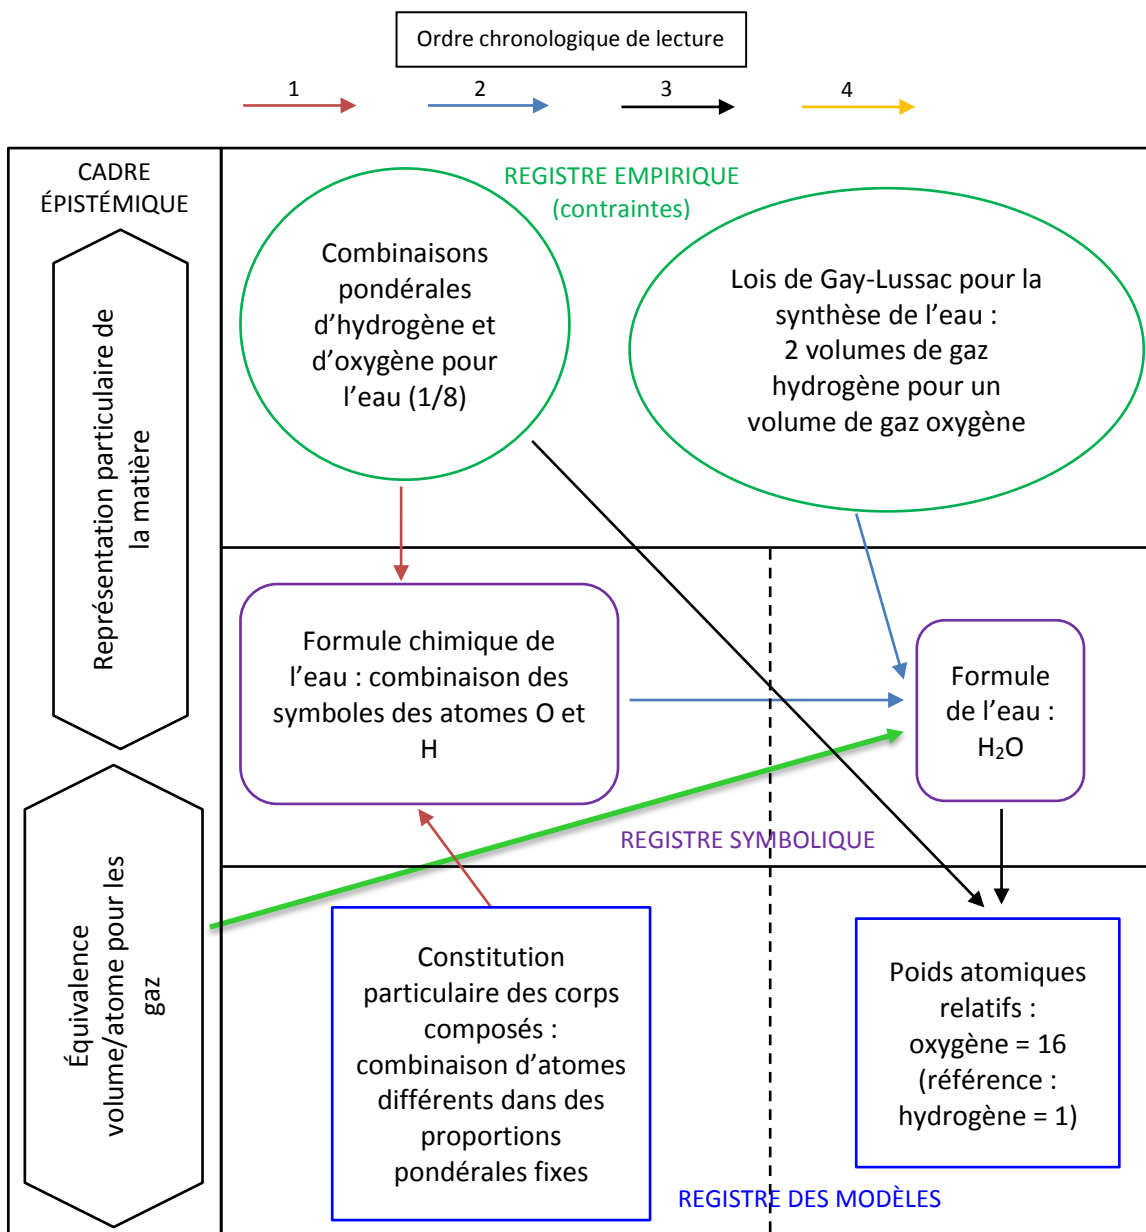 Ordre chronologique de lecture
1
2
3
4
CADRE
ÉPISTÉMIQUE
Représentation particulaire de
la matière
Équivalence
volume/atome pour les
gaz
REGISTRE EMPIRIQUE
(contraintes)
Combinaisons
pondérales
d’hydrogène et
d’oxygène pour
l’eau (1/8)
Lois de Gay-Lussac pour la
synthèse de l’eau :
2 volumes de gaz
hydrogène pour un
volume de gaz oxygène
Formule chimique de
l’eau : combinaison des
symboles des atomes O et
H
Formule
de l’eau :
H₂O
REGISTRE SYMBOLIQUE
Constitution
particulaire des corps
composés :
combinaison d’atomes
différents dans des
proportions
pondérales fixes
Poids atomiques
relatifs :
oxygène = 16
(référence :
hydrogène = 1)
REGISTRE DES MODÈLES